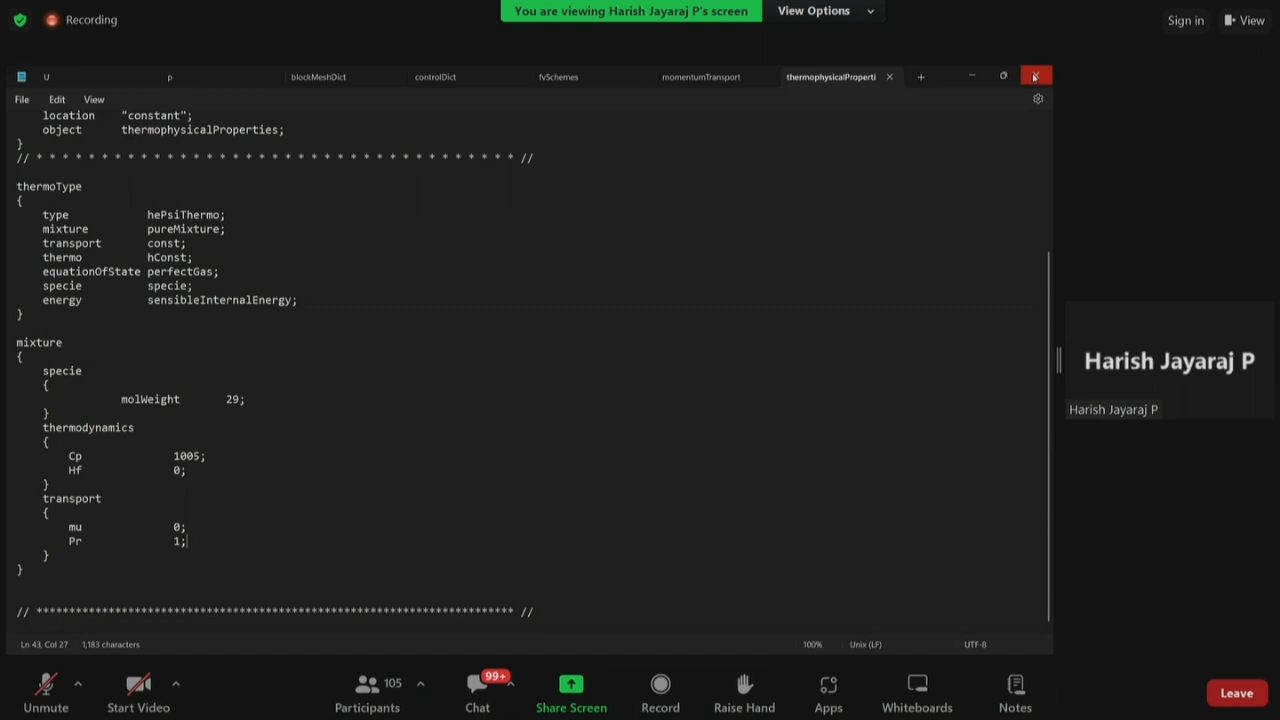 Recording
You are viewing Harish Jayaraj P's screen
View Options
Sign in
View
U
p
blockMeshDict
controlDict
fvSchemes
momentumTransport
thermophysicalProperti
File
Edit
View
location "constant";
object thermophysicalProperties;
}
// * * * * * * * * * * * * * * * * * * * * * * * * * * * * * * * * * * * * * //
thermoType
{
type hePsiThermo;
mixture pureMixture;
transport const;
thermo hConst;
equationOfState perfectGas;
specie specie;
energy sensibleInternalEnergy;
}
mixture
{
specie
{
molWeight 29;
}
thermodynamics
{
Cp 1005;
Hf 0;
}
transport
{
mu 0;
Pr 1;
}
}
// ************************************************************************* //
Ln 43, Col 27
1,183 characters
100%
Unix (LF)
UTF-8
Harish Jayaraj P
Harish Jayaraj P
Unmute
Start Video
105
Participants
99+
Chat
Share Screen
Record
Raise Hand
Apps
Whiteboards
Notes
Leave